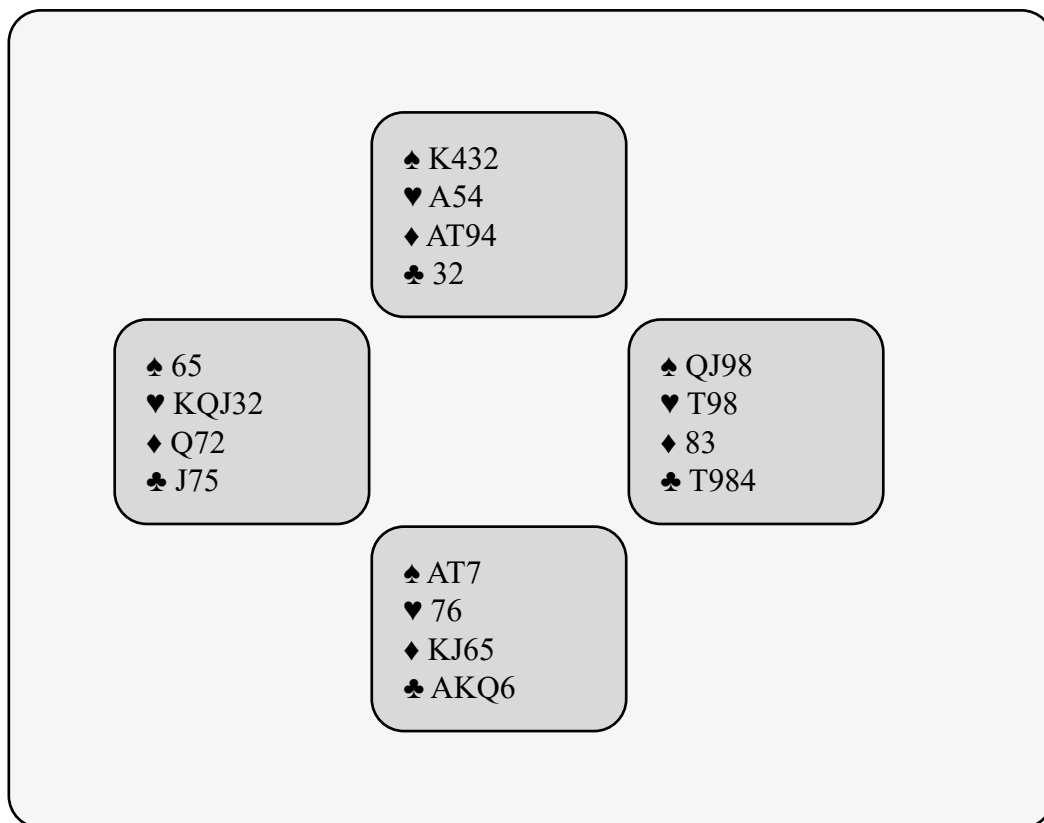 ♠ K432
♥ A54
♦ AT94
♣ 32
♠ 65
♥ KQJ32
♦ Q72
♣ J75
♠ QJ98
♥ T98
♦ 83
♣ T984
♠ AT7
♥ 76
♦ KJ65
♣ AKQ6